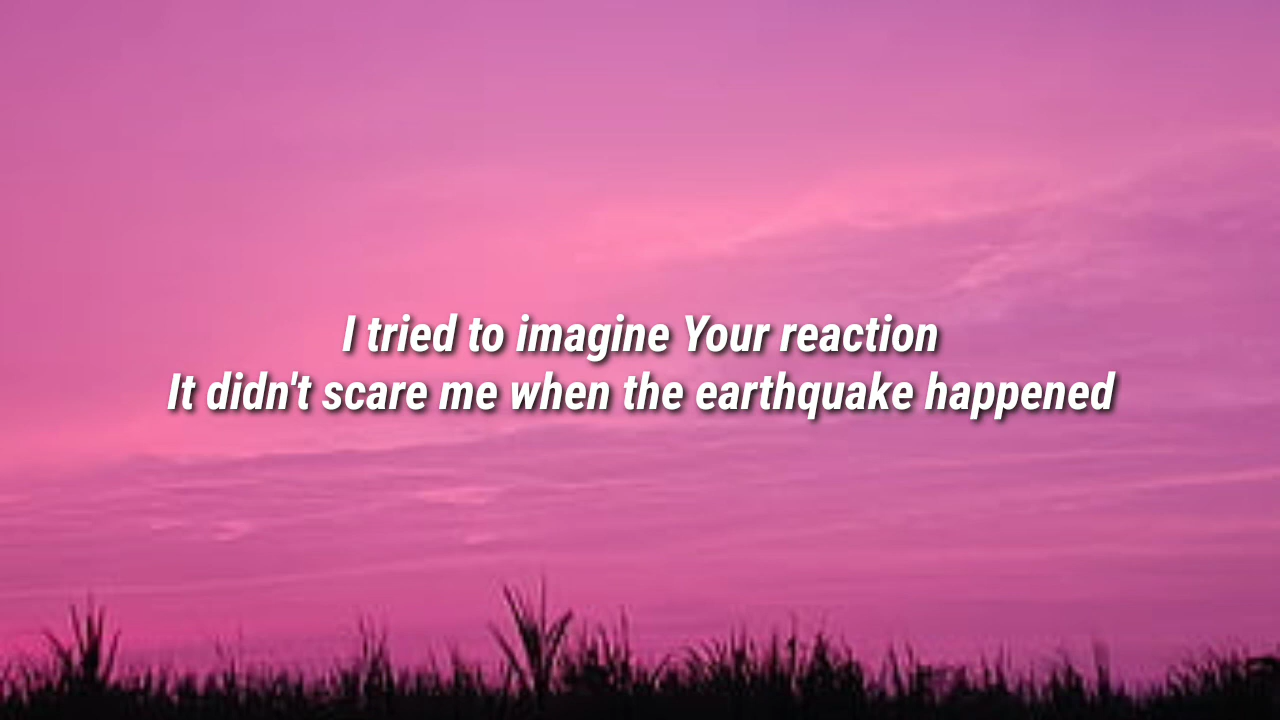 I tried to imagine Your reaction
It didn't scare me when the earthquake happened